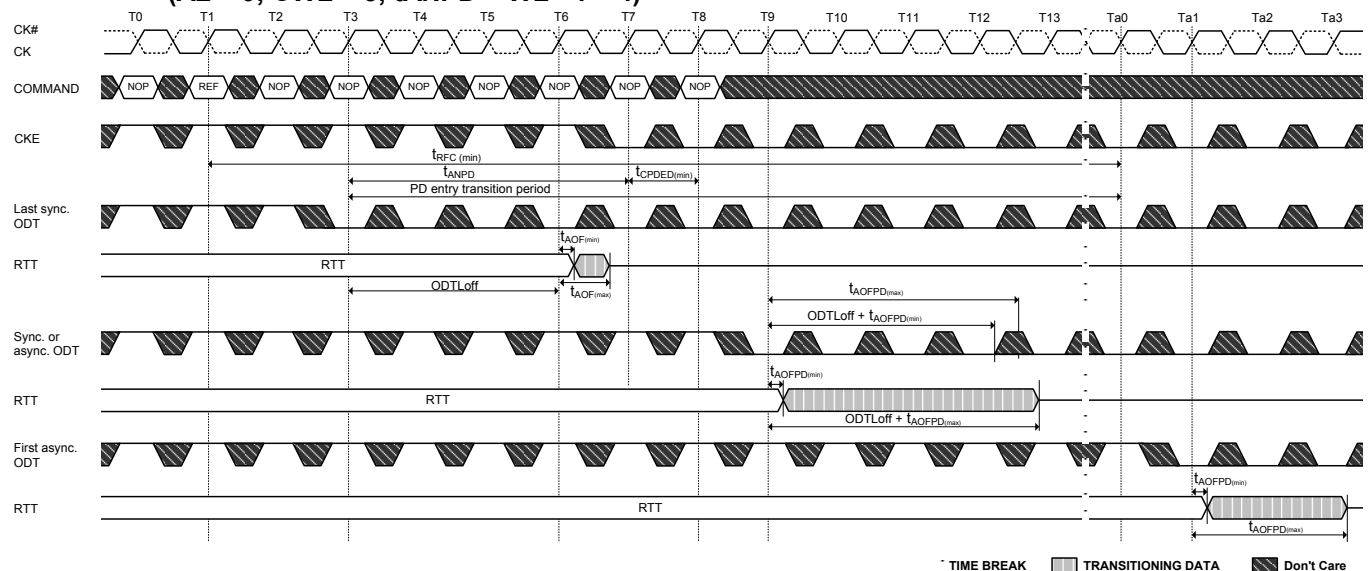 T0 T1 T2 T3 T4 T5 T6 T7 T8 T9 T10 T11 T12 T13 Ta0 Ta1 Ta2 Ta3
CK#
CK
COMMAND NOP REF NOP NOP NOP NOP NOP NOP NOP
CKE
tRFC (min)
tANPD tCPDED(min)
PD entry transition period
Last sync.
ODT
tAOF(min)
RTT RTT
ODTLoff tAOF(max)
tAOFPD(max)
ODTLoff + tAOFPD(min)
Sync. or
async. ODT
tAOFPD(min)
RTT RTT
ODTLoff + tAOFPD(max)
First async.
ODT
tAOFPD(min)
RTT RTT
tAOFPD(max)
TIME BREAK TRANSITIONING DATA Don't Care